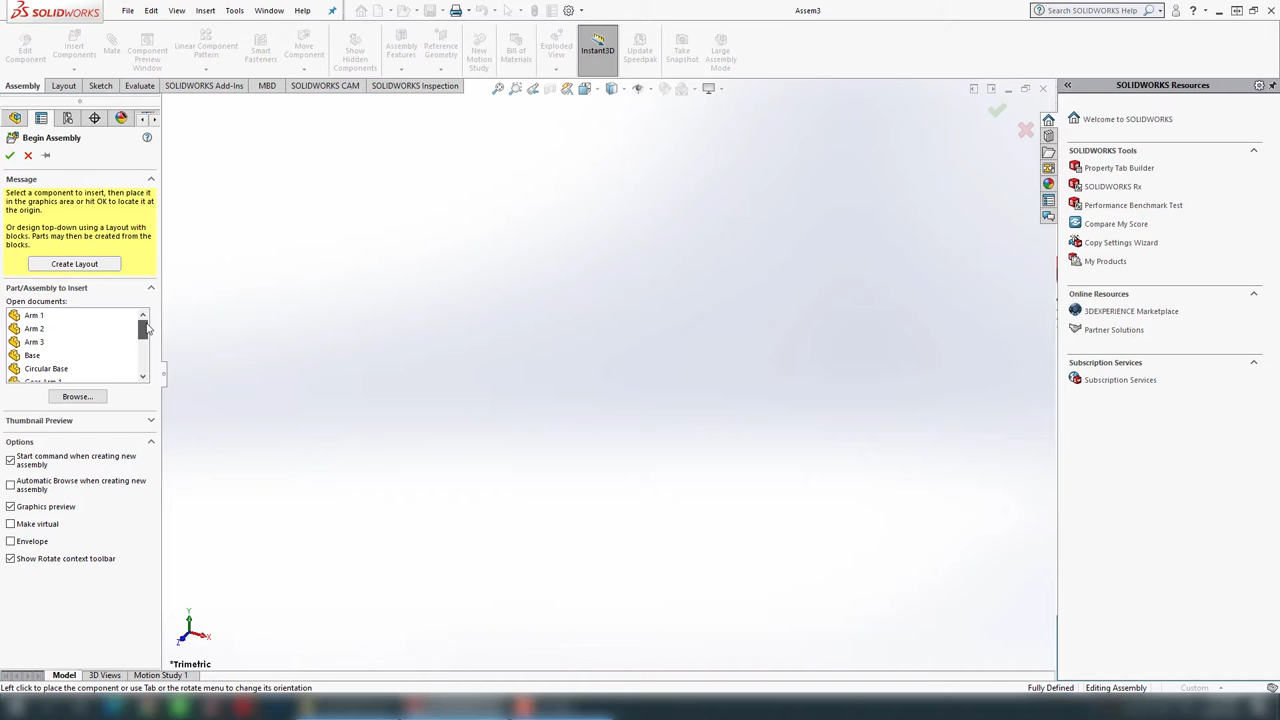 SOLIDWORKS
File Edit View Insert Tools Window Help
Assem3
Search SOLIDWORKS Help
Edit Component
Insert Components
Mate
Component Preview Window
Linear Component Pattern
Smart Fasteners
Move Component
Show Hidden Components
Assembly Features
Reference Geometry
New Motion Study
Bill of Materials
Exploded View
Instant3D
Update Speedpak
Take Snapshot
Large Assembly Mode
Assembly Layout Sketch Evaluate SOLIDWORKS Add-Ins MBD SOLIDWORKS CAM SOLIDWORKS Inspection
Begin Assembly
Message
Select a component to insert, then place it
in the graphics area or hit OK to locate it at
the origin.
Or design top-down using a Layout with
blocks. Parts may then be created from the
blocks.
Create Layout
Part/Assembly to Insert
Open documents:
Arm 1
Arm 2
Arm 3
Base
Circular Base
Gear Arm 1
Browse...
Thumbnail Preview
Options
Start command when creating new
assembly
Automatic Browse when creating new
assembly
Graphics preview
Make virtual
Envelope
Show Rotate context toolbar
Y
X
Z
*Trimetric
SOLIDWORKS Resources
Welcome to SOLIDWORKS
SOLIDWORKS Tools
Property Tab Builder
SOLIDWORKS Rx
Performance Benchmark Test
Compare My Score
Copy Settings Wizard
My Products
Online Resources
3DEXPERIENCE Marketplace
Partner Solutions
Subscription Services
Subscription Services
Model 3D Views Motion Study 1
Left click to place the component or use Tab or the rotate menu to change its orientation
Fully Defined Editing Assembly Custom